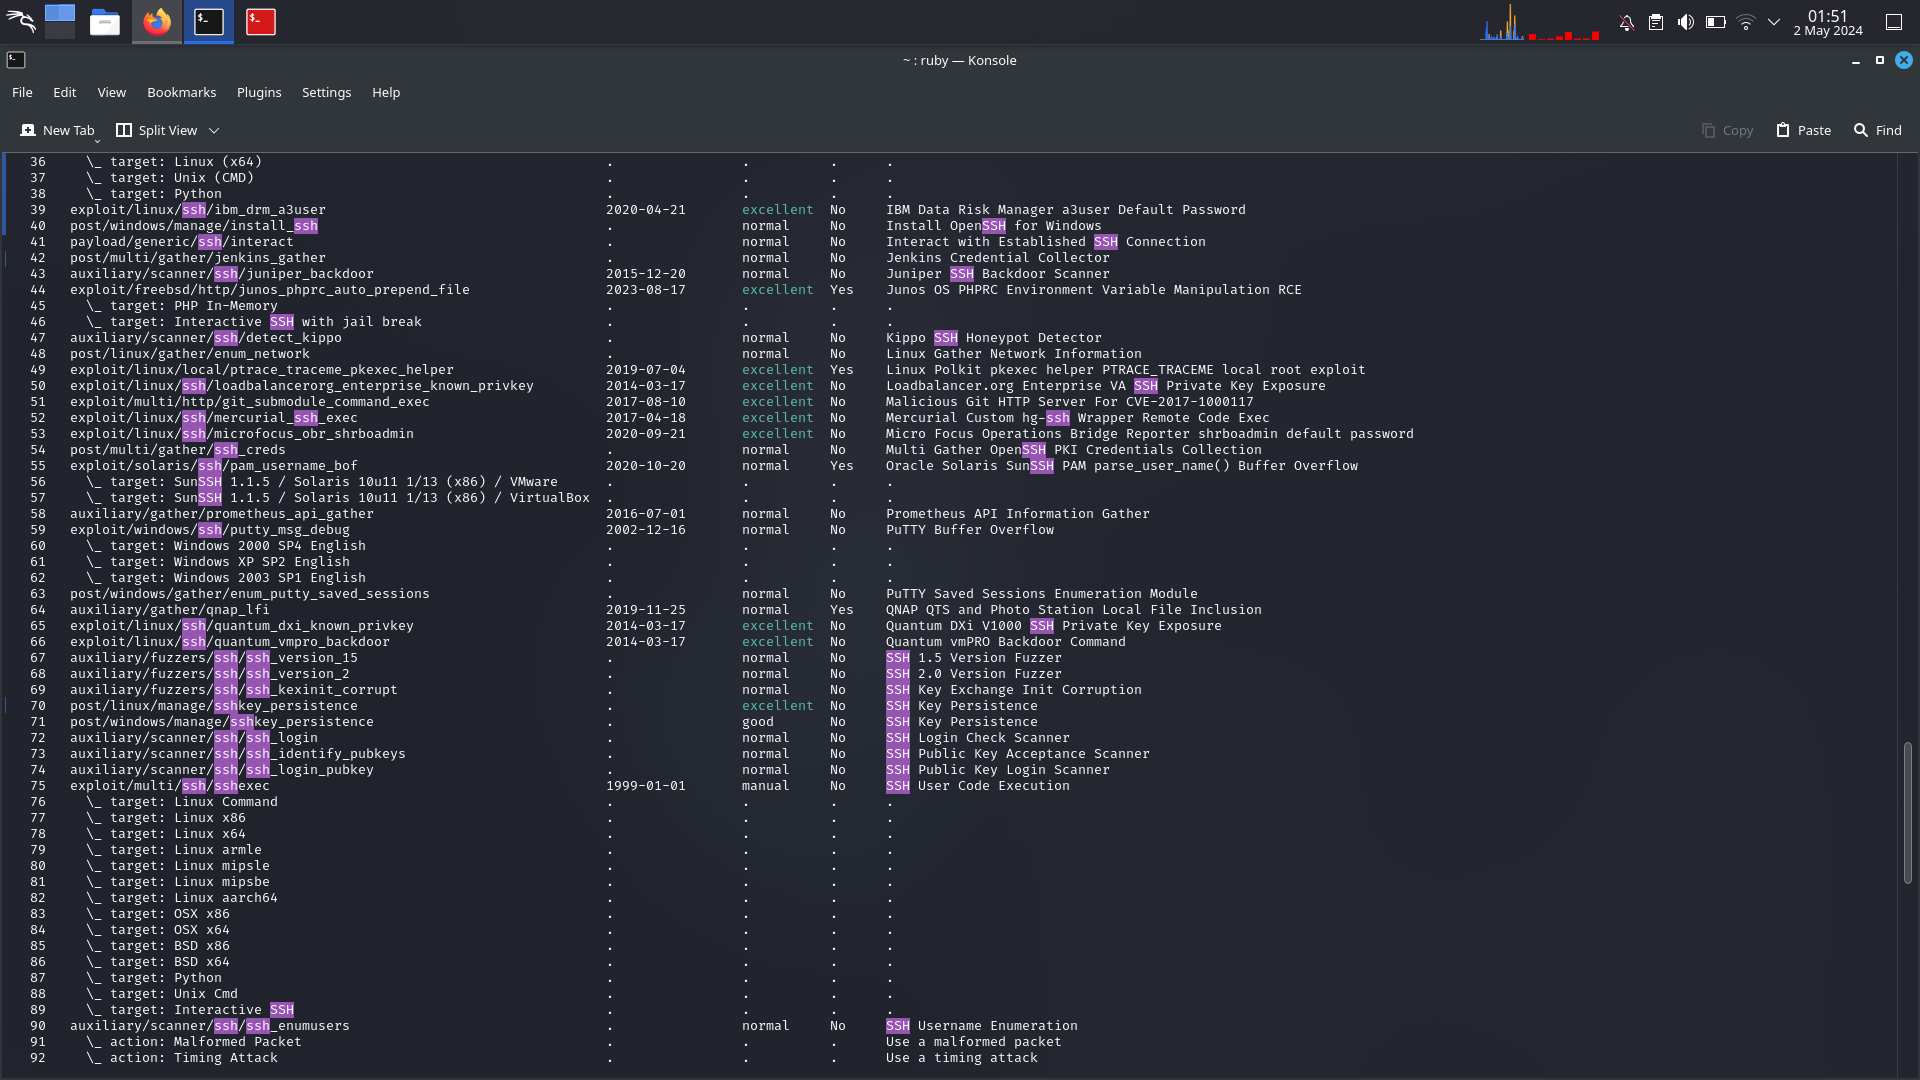 01:51
2 May 2024
~ : ruby — Konsole
File Edit View Bookmarks Plugins Settings Help
New Tab Split View Copy Paste Find
36 \_ target: Linux (x64) . . . .
37 \_ target: Unix (CMD) . . . .
38 \_ target: Python . . . .
39 exploit/linux/ssh/ibm_drm_a3user 2020-04-21 excellent No IBM Data Risk Manager a3user Default Password
40 post/windows/manage/install_ssh . normal No Install OpenSSH for Windows
41 payload/generic/ssh/interact . normal No Interact with Established SSH Connection
42 post/multi/gather/jenkins_gather . normal No Jenkins Credential Collector
43 auxiliary/scanner/ssh/juniper_backdoor 2015-12-20 normal No Juniper SSH Backdoor Scanner
44 exploit/freebsd/http/junos_phprc_auto_prepend_file 2023-08-17 excellent Yes Junos OS PHPRC Environment Variable Manipulation RCE
45 \_ target: PHP In-Memory . . . .
46 \_ target: Interactive SSH with jail break . . . .
47 auxiliary/scanner/ssh/detect_kippo . normal No Kippo SSH Honeypot Detector
48 post/linux/gather/enum_network . normal No Linux Gather Network Information
49 exploit/linux/local/ptrace_traceme_pkexec_helper 2019-07-04 excellent Yes Linux Polkit pkexec helper PTRACE_TRACEME local root exploit
50 exploit/linux/ssh/loadbalancerorg_enterprise_known_privkey 2014-03-17 excellent No Loadbalancer.org Enterprise VA SSH Private Key Exposure
51 exploit/multi/http/git_submodule_command_exec 2017-08-10 excellent No Malicious Git HTTP Server For CVE-2017-1000117
52 exploit/linux/ssh/mercurial_ssh_exec 2017-04-18 excellent No Mercurial Custom hg-ssh Wrapper Remote Code Exec
53 exploit/linux/ssh/microfocus_obr_shrboadmin 2020-09-21 excellent No Micro Focus Operations Bridge Reporter shrboadmin default password
54 post/multi/gather/ssh_creds . normal No Multi Gather OpenSSH PKI Credentials Collection
55 exploit/solaris/ssh/pam_username_bof 2020-10-20 normal Yes Oracle Solaris SunSSH PAM parse_user_name() Buffer Overflow
56 \_ target: SunSSH 1.1.5 / Solaris 10u11 1/13 (x86) / VMware . . . .
57 \_ target: SunSSH 1.1.5 / Solaris 10u11 1/13 (x86) / VirtualBox . . . .
58 auxiliary/gather/prometheus_api_gather 2016-07-01 normal No Prometheus API Information Gather
59 exploit/windows/ssh/putty_msg_debug 2002-12-16 normal No PuTTY Buffer Overflow
60 \_ target: Windows 2000 SP4 English . . . .
61 \_ target: Windows XP SP2 English . . . .
62 \_ target: Windows 2003 SP1 English . . . .
63 post/windows/gather/enum_putty_saved_sessions . normal No PuTTY Saved Sessions Enumeration Module
64 auxiliary/gather/qnap_lfi 2019-11-25 normal Yes QNAP QTS and Photo Station Local File Inclusion
65 exploit/linux/ssh/quantum_dxi_known_privkey 2014-03-17 excellent No Quantum DXi V1000 SSH Private Key Exposure
66 exploit/linux/ssh/quantum_vmpro_backdoor 2014-03-17 excellent No Quantum vmPRO Backdoor Command
67 auxiliary/fuzzers/ssh/ssh_version_15 . normal No SSH 1.5 Version Fuzzer
68 auxiliary/fuzzers/ssh/ssh_version_2 . normal No SSH 2.0 Version Fuzzer
69 auxiliary/fuzzers/ssh/ssh_kexinit_corrupt . normal No SSH Key Exchange Init Corruption
70 post/linux/manage/sshkey_persistence . excellent No SSH Key Persistence
71 post/windows/manage/sshkey_persistence . good No SSH Key Persistence
72 auxiliary/scanner/ssh/ssh_login . normal No SSH Login Check Scanner
73 auxiliary/scanner/ssh/ssh_identify_pubkeys . normal No SSH Public Key Acceptance Scanner
74 auxiliary/scanner/ssh/ssh_login_pubkey . normal No SSH Public Key Login Scanner
75 exploit/multi/ssh/sshexec 1999-01-01 manual No SSH User Code Execution
76 \_ target: Linux Command . . . .
77 \_ target: Linux x86 . . . .
78 \_ target: Linux x64 . . . .
79 \_ target: Linux armle . . . .
80 \_ target: Linux mipsle . . . .
81 \_ target: Linux mipsbe . . . .
82 \_ target: Linux aarch64 . . . .
83 \_ target: OSX x86 . . . .
84 \_ target: OSX x64 . . . .
85 \_ target: BSD x86 . . . .
86 \_ target: BSD x64 . . . .
87 \_ target: Python . . . .
88 \_ target: Unix Cmd . . . .
89 \_ target: Interactive SSH . . . .
90 auxiliary/scanner/ssh/ssh_enumusers . normal No SSH Username Enumeration
91 \_ action: Malformed Packet . . . Use a malformed packet
92 \_ action: Timing Attack . . . Use a timing attack